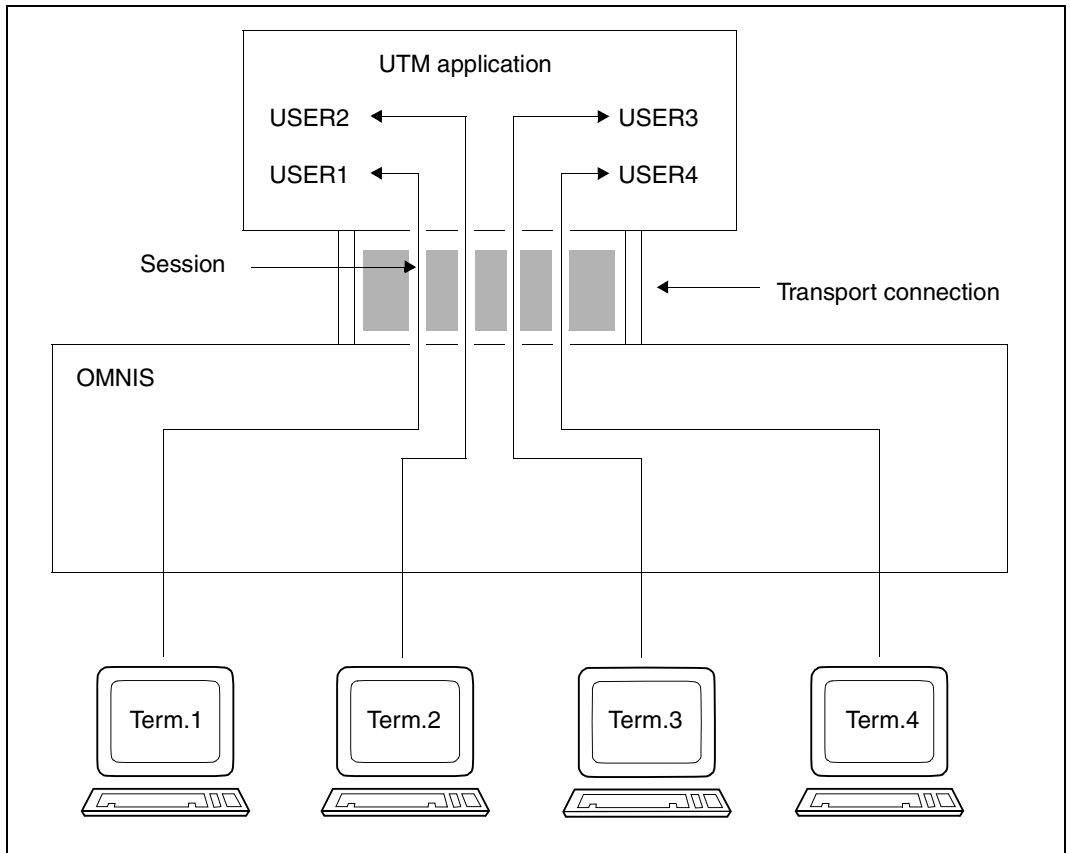 UTM application
USER2 USER3
USER1 USER4
Session
Transport connection
OMNIS
Term.1 Term.2 Term.3 Term.4